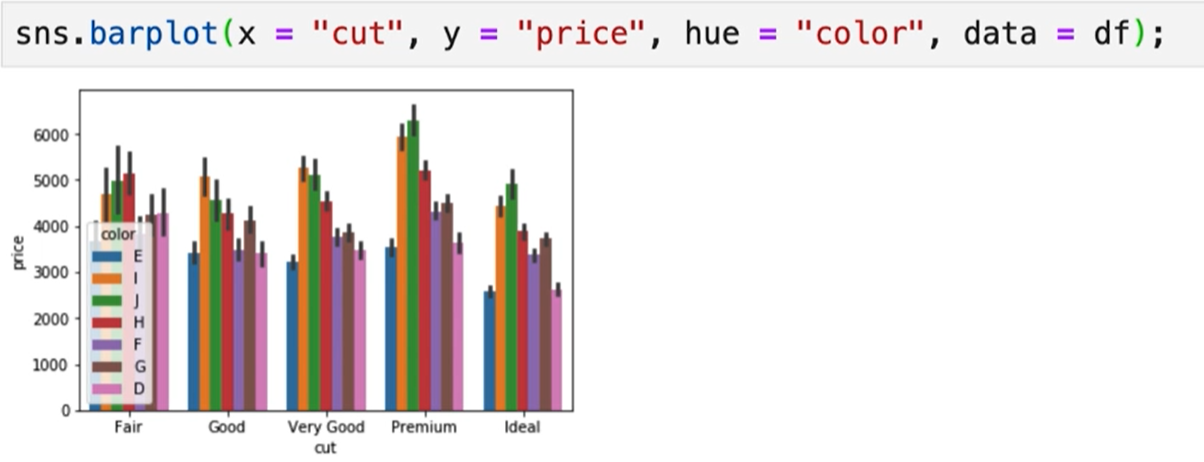 sns.barplot(x = "cut", y = "price", hue = "color", data = df);
6000
5000
4000
3000
2000
1000
0
price
color
E
I
J
H
F
G
D
Fair Good Very Good Premium Ideal
cut